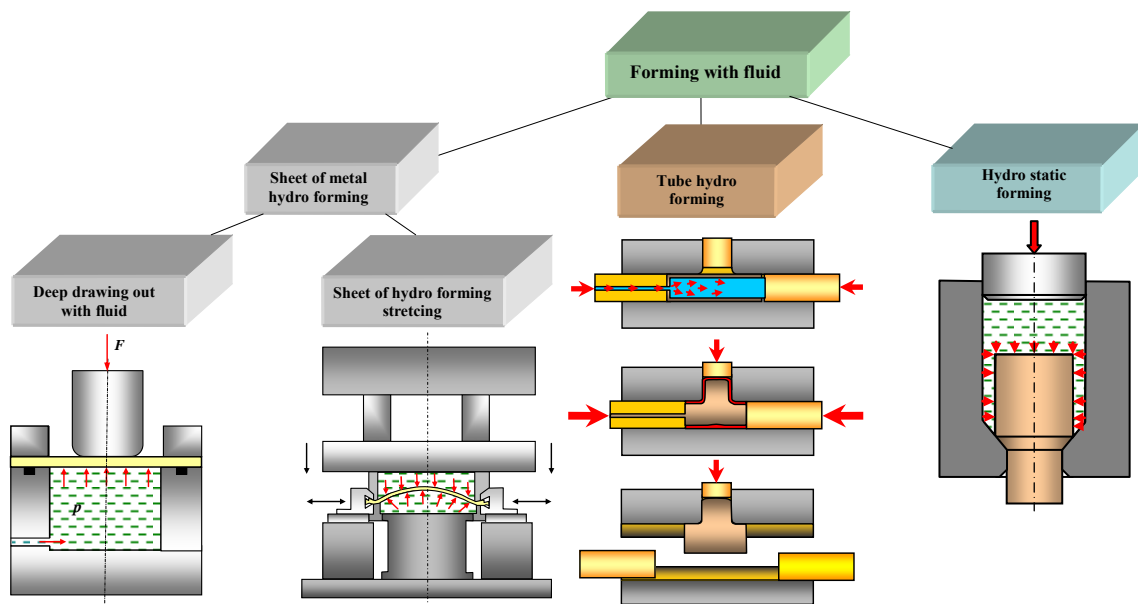 Forming with fluid
Sheet of metal
hydro forming
Tube hydro
forming
Hydro static
forming
Deep drawing out
with fluid
Sheet of hydro forming
stretcing
F
p